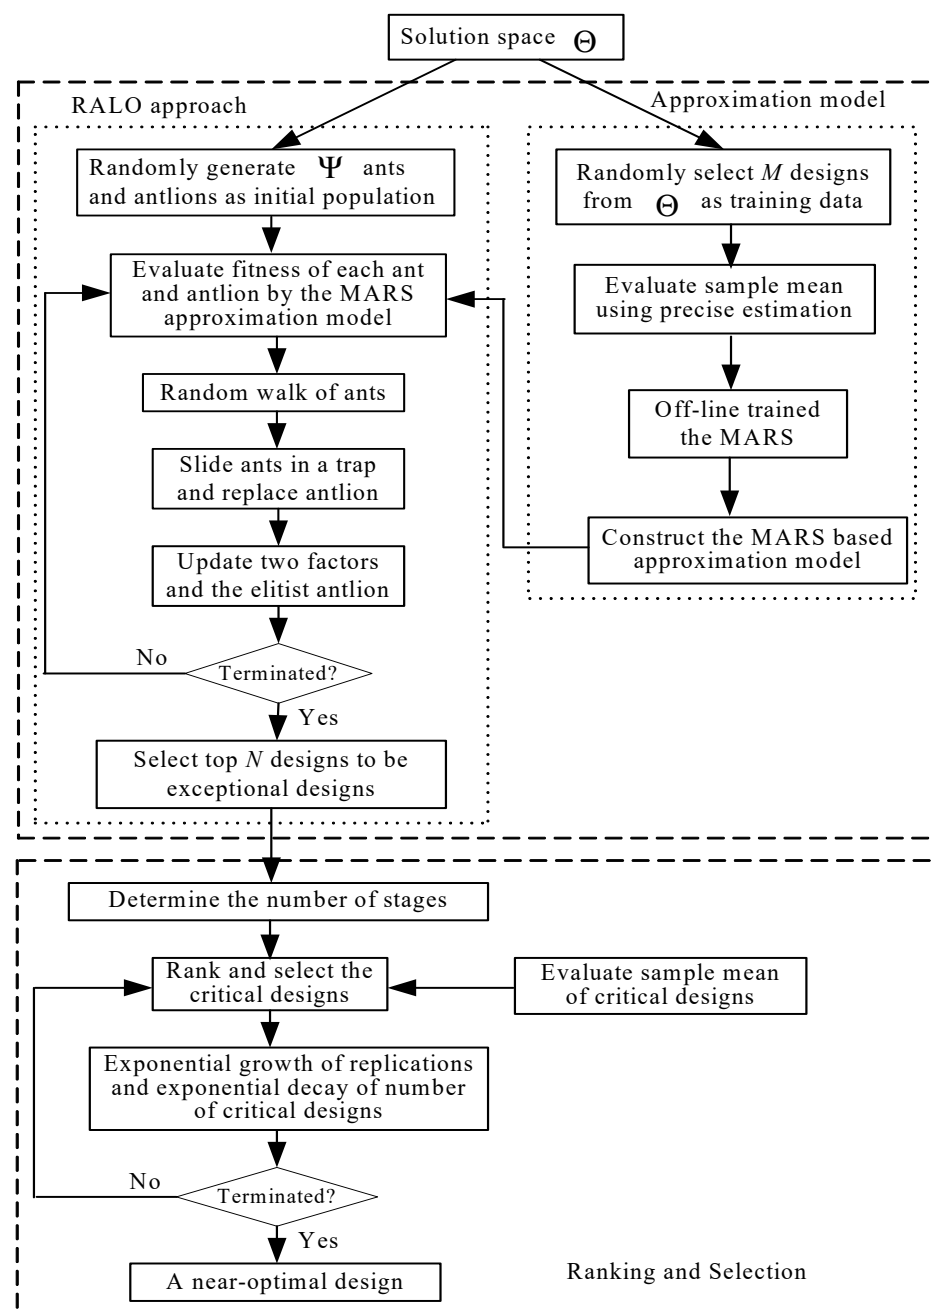 Solution space Θ
RALO approach
Approximation model
Randomly generate Ψ ants
and antlions as initial population
Evaluate fitness of each ant
and antlion by the MARS
approximation model
Random walk of ants
Slide ants in a trap
and replace antlion
Update two factors
and the elitist antlion
No
Terminated?
Yes
Select top N designs to be
exceptional designs
Randomly select M designs
from Θ as training data
Evaluate sample mean
using precise estimation
Off-line trained
the MARS
Construct the MARS based
approximation model
Determine the number of stages
Rank and select the
critical designs
Evaluate sample mean
of critical designs
Exponential growth of replications
and exponential decay of number
of critical designs
No
Terminated?
Yes
A near-optimal design
Ranking and Selection